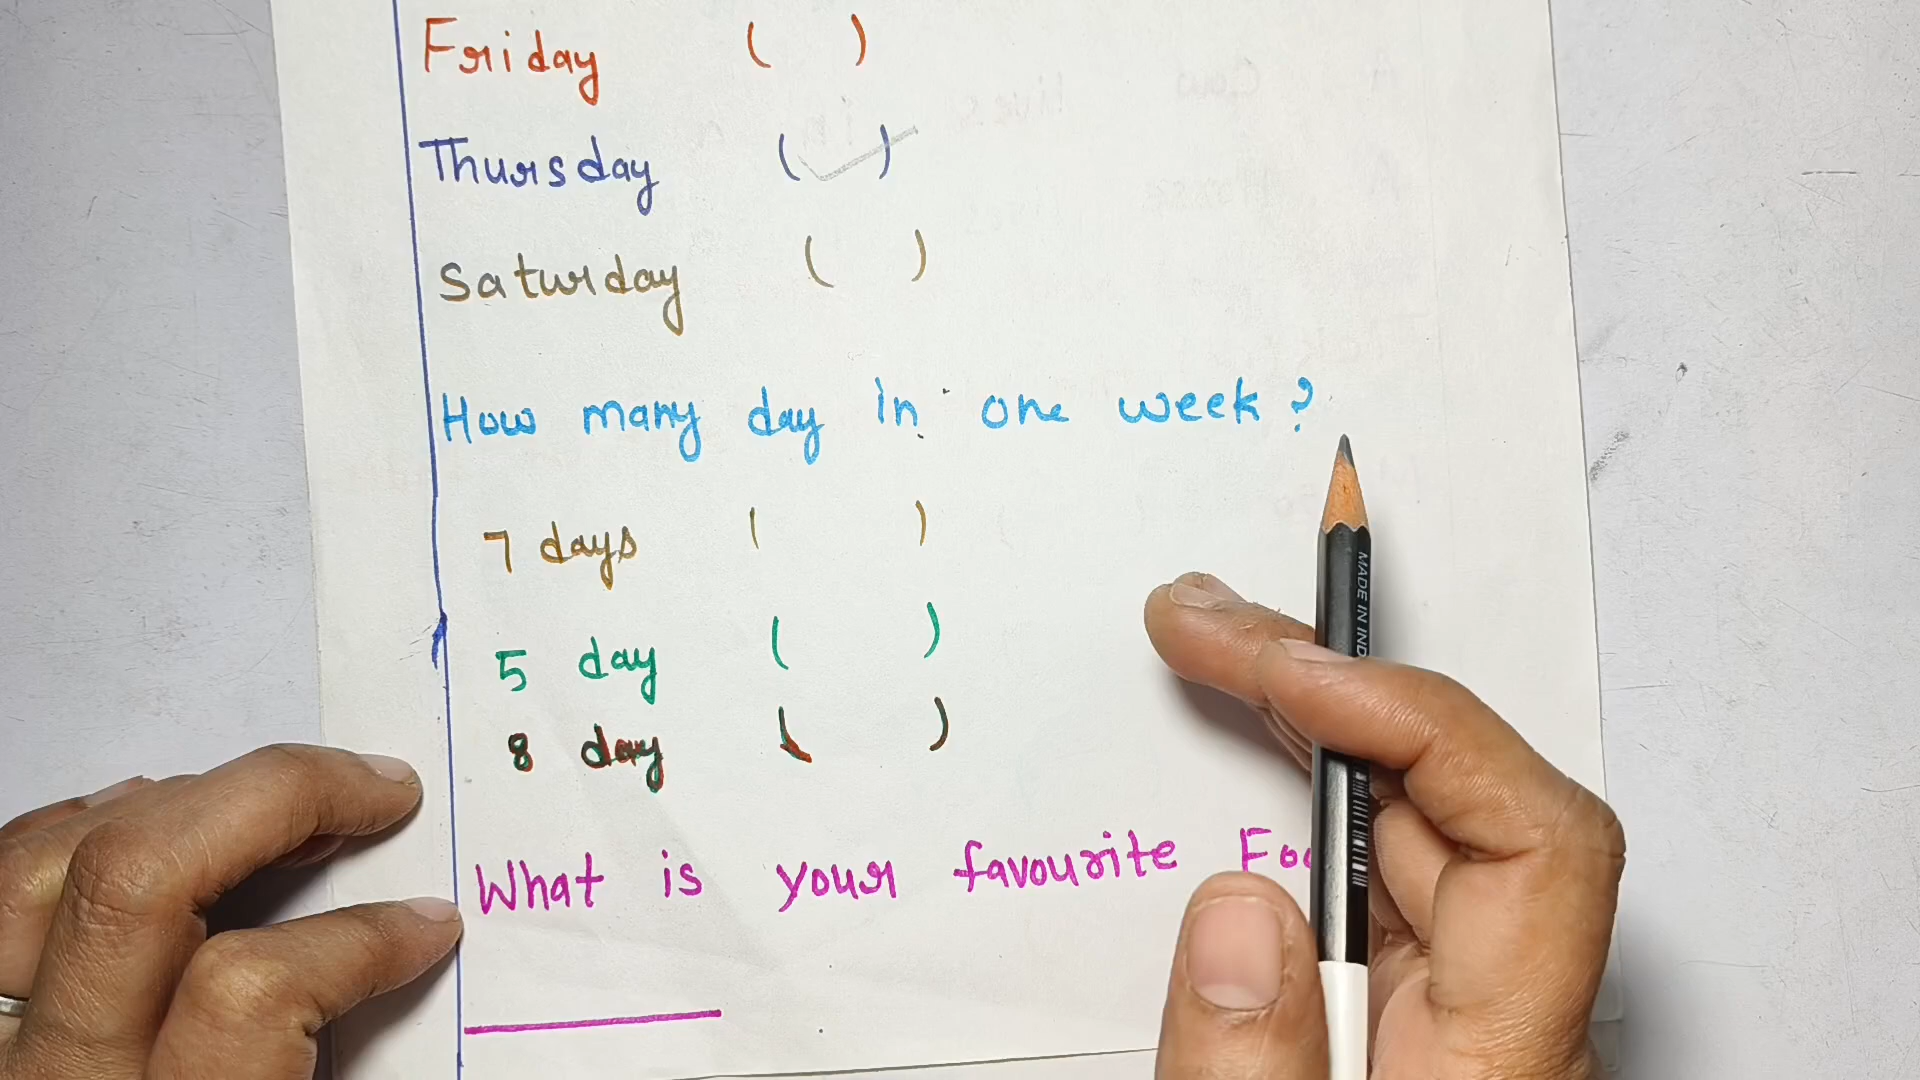 Friday ( )
Thursday ( ✓ )
Saturday ( )
How many day in one week ?
7 days ( )
5 day ( )
8 day ( )
What is your favourite
MADE IN